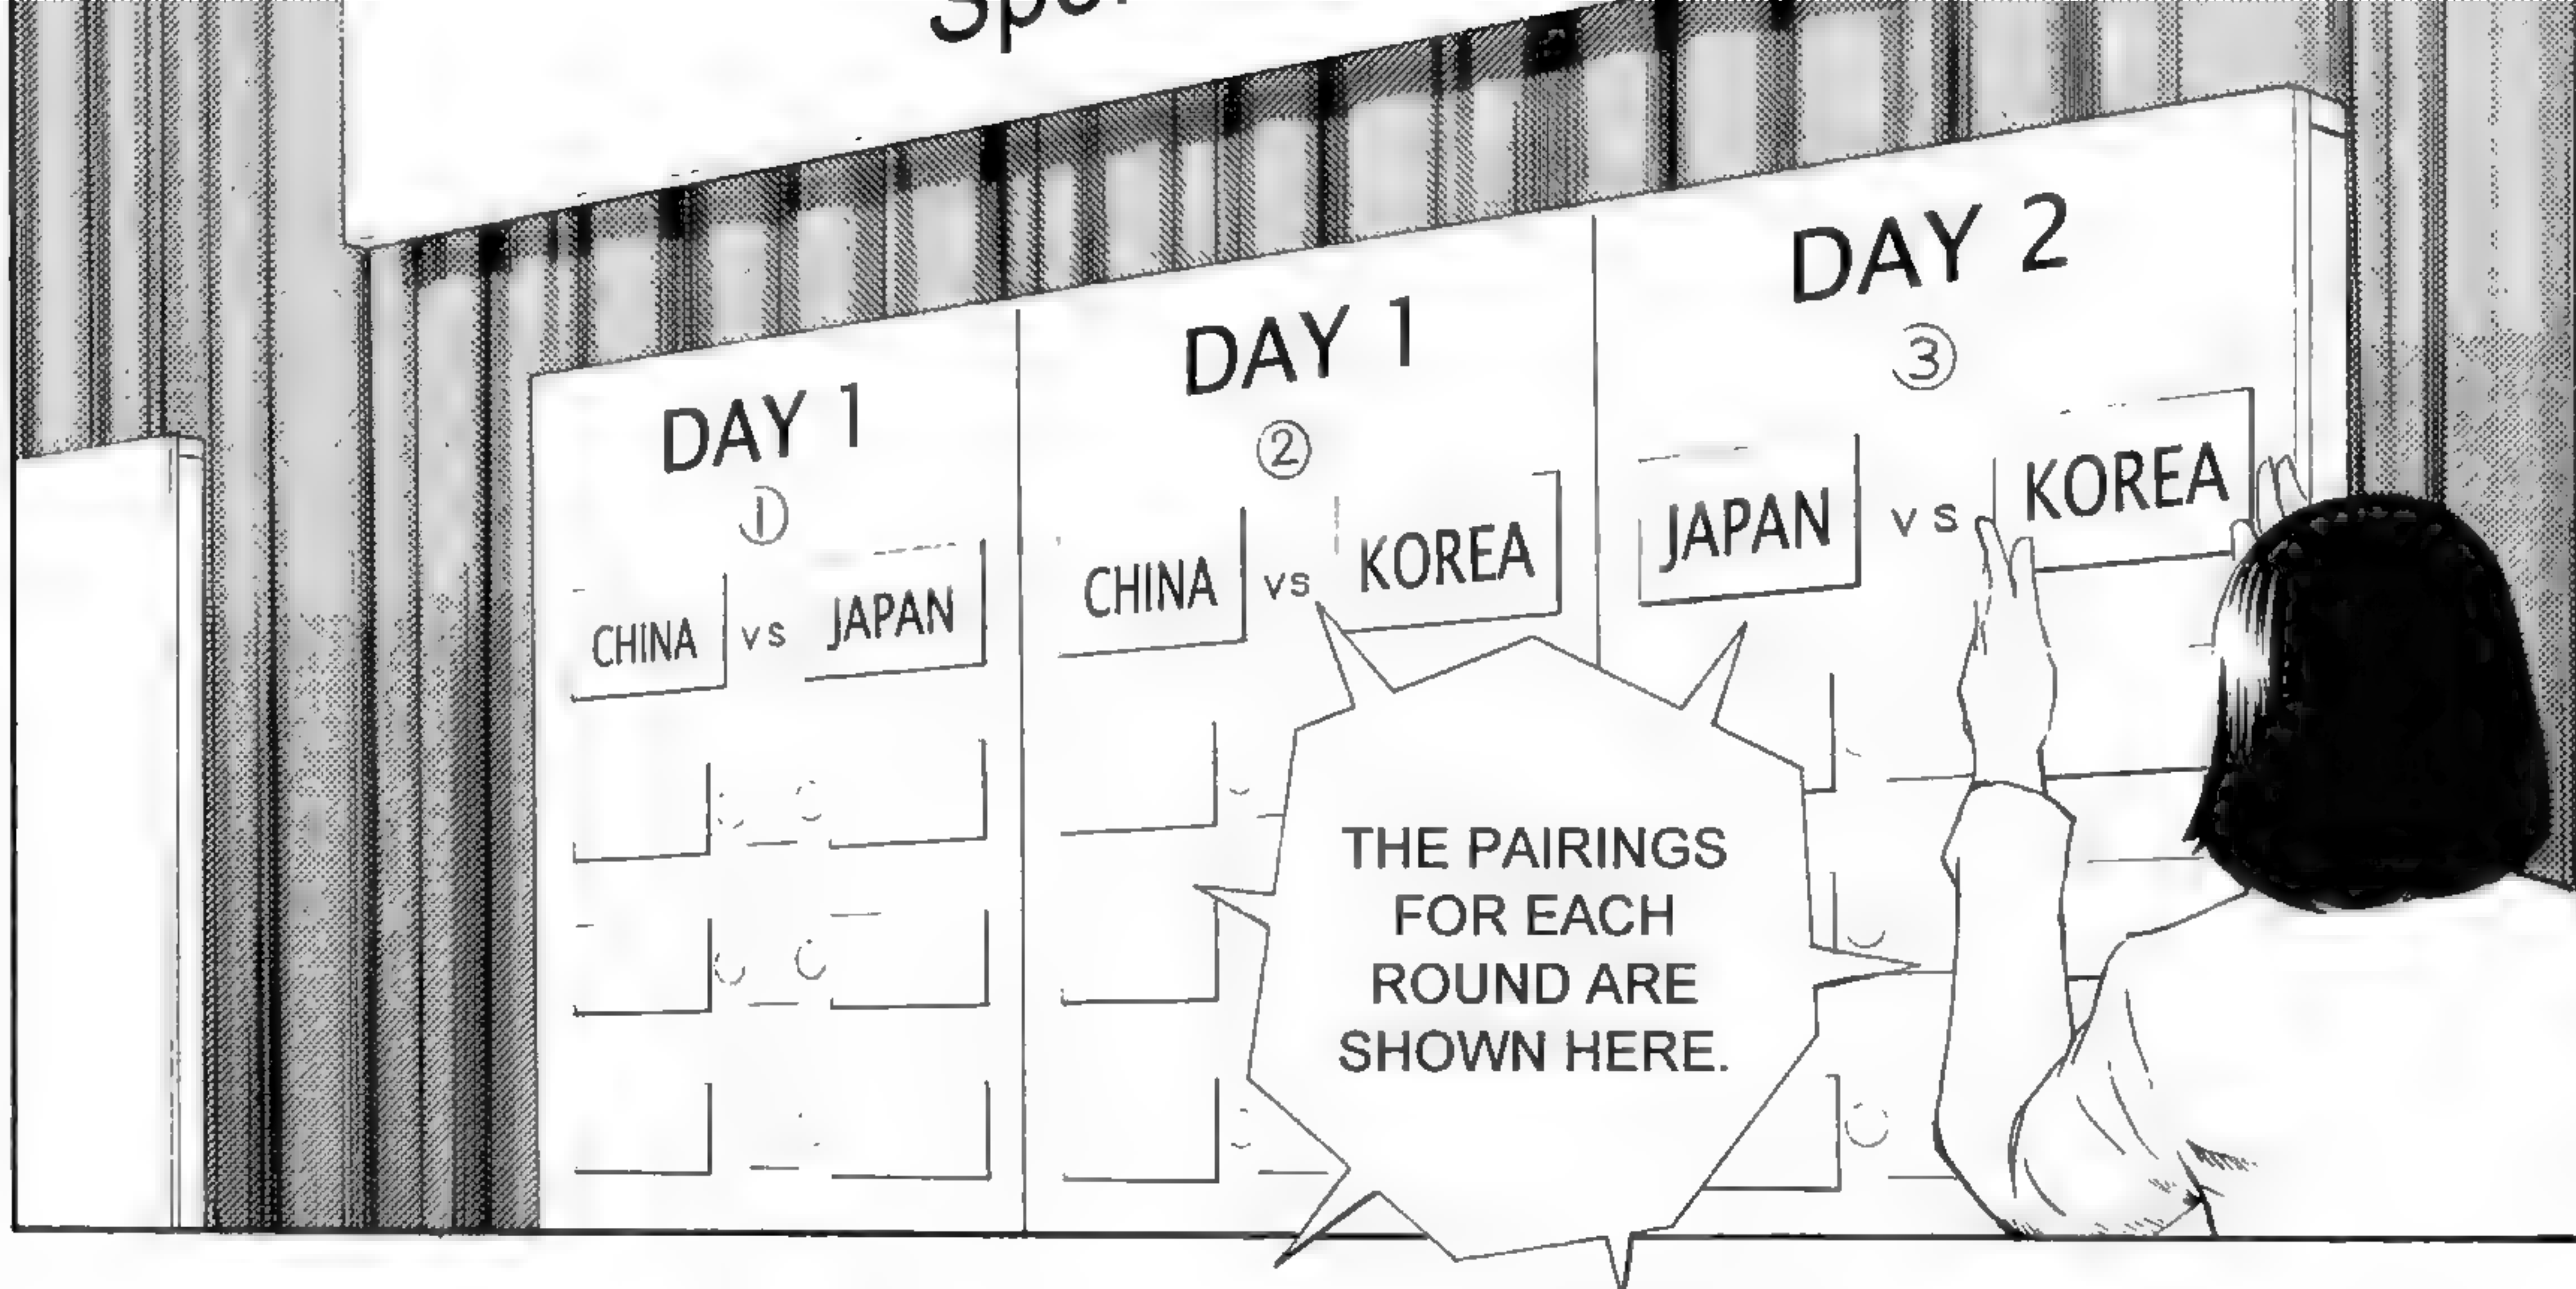 DAY 1
①
CHINA vs JAPAN
DAY 1
②
CHINA vs KOREA
DAY 2
③
JAPAN vs KOREA
THE PAIRINGS
FOR EACH
ROUND ARE
SHOWN HERE.